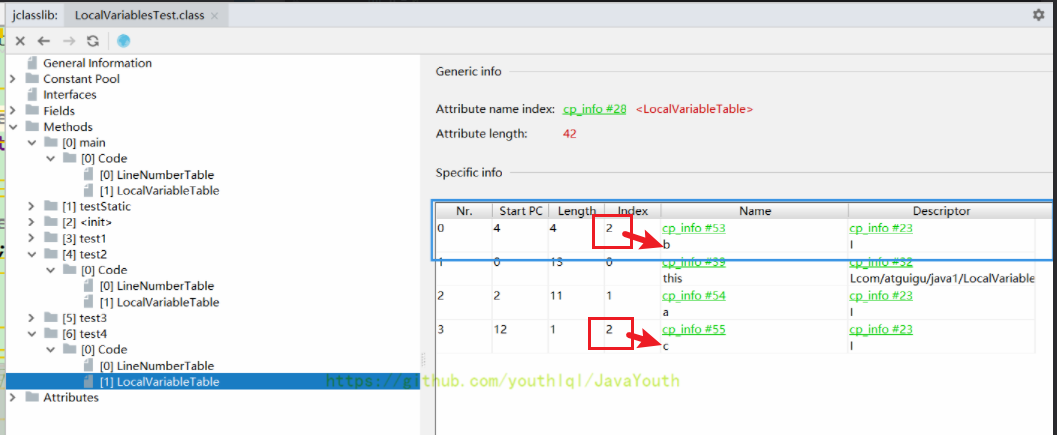 jclasslib: LocalVariablesTest.class
General Information
Constant Pool
Interfaces
Fields
Methods
[0] main
[0] Code
[0] LineNumberTable
[1] LocalVariableTable
[1] testStatic
[2] <init>
[3] test1
[4] test2
[0] Code
[0] LineNumberTable
[1] LocalVariableTable
[5] test3
[6] test4
[0] Code
[0] LineNumberTable
[1] LocalVariableTable
Attributes
Generic info
Attribute name index: cp_info #28 <LocalVariableTable>
Attribute length: 42
Specific info
Nr. Start PC Length Index Name Descriptor
0 4 4 2 cp_info #53 cp_info #23
b I
1 0 13 0 cp_info #39 cp_info #32
this Lcom/atguigu/java1/LocalVariable
2 2 11 1 cp_info #54 cp_info #23
a I
3 12 1 2 cp_info #55 cp_info #23
c I
https://github.com/youthlql/JavaYouth